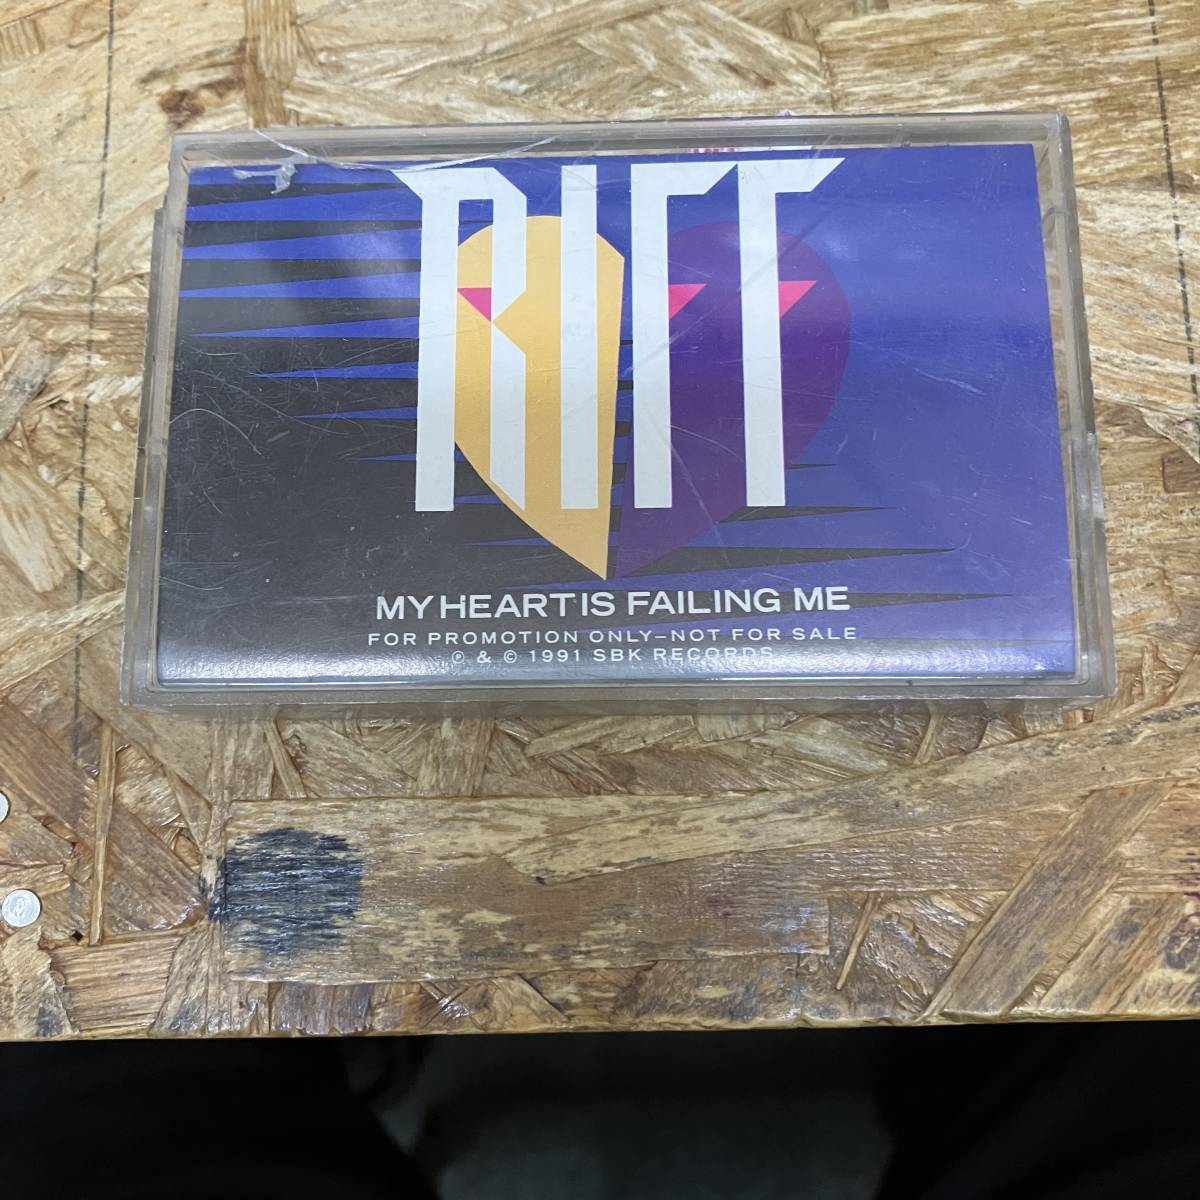 RIFF
MY HEART IS FAILING ME
FOR PROMOTION ONLY–NOT FOR SALE
℗ & © 1991 SBK RECORDS